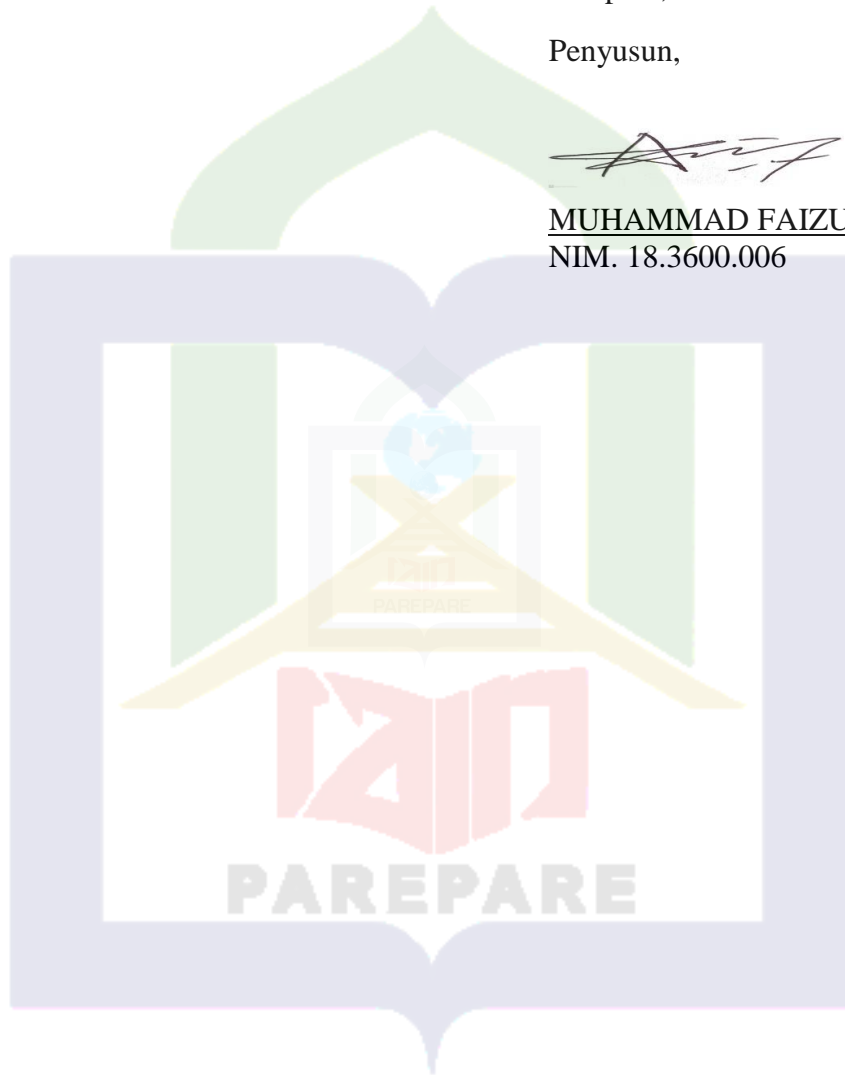 Penyusun,
MUHAMMAD FAIZU
NIM. 18.3600.006
PAREPARE
PAREPARE